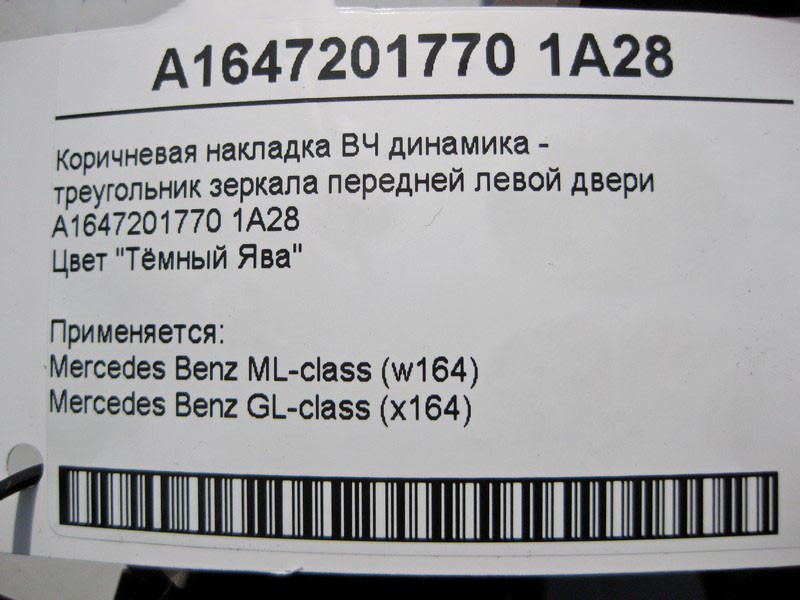 A1647201770 1A28
Коричневая накладка ВЧ динамика -
треугольник зеркала передней левой двери
A1647201770 1A28
Цвет "Тёмный Ява"
Применяется:
Mercedes Benz ML-class (w164)
Mercedes Benz GL-class (x164)